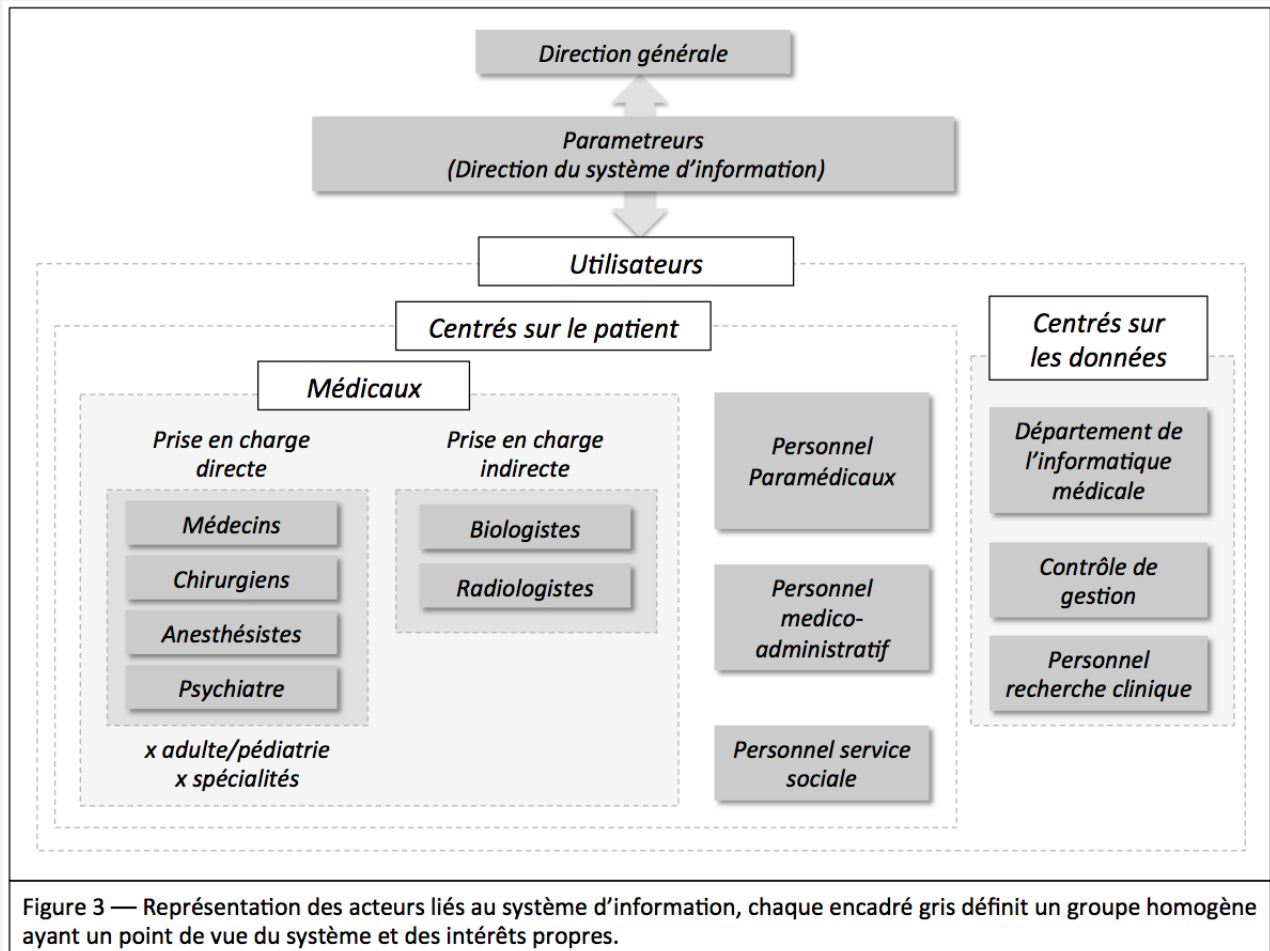 Direction générale
Parametreurs
(Direction du système d’information)
Utilisateurs
Centrés sur le patient
Médicaux
Prise en charge
directe
Médecins
Chirurgiens
Anesthésistes
Psychiatre
x adulte/pédiatrie
x spécialités
Prise en charge
indirecte
Biologistes
Radiologistes
Personnel
Paramédicaux
Personnel
medico-
administratif
Personnel service
sociale
Centrés sur
les données
Département de
l’informatique
médicale
Contrôle de
gestion
Personnel
recherche clinique
Figure 3 — Représentation des acteurs liés au système d’information, chaque encadré gris définit un groupe homogène
ayant un point de vue du système et des intérêts propres.